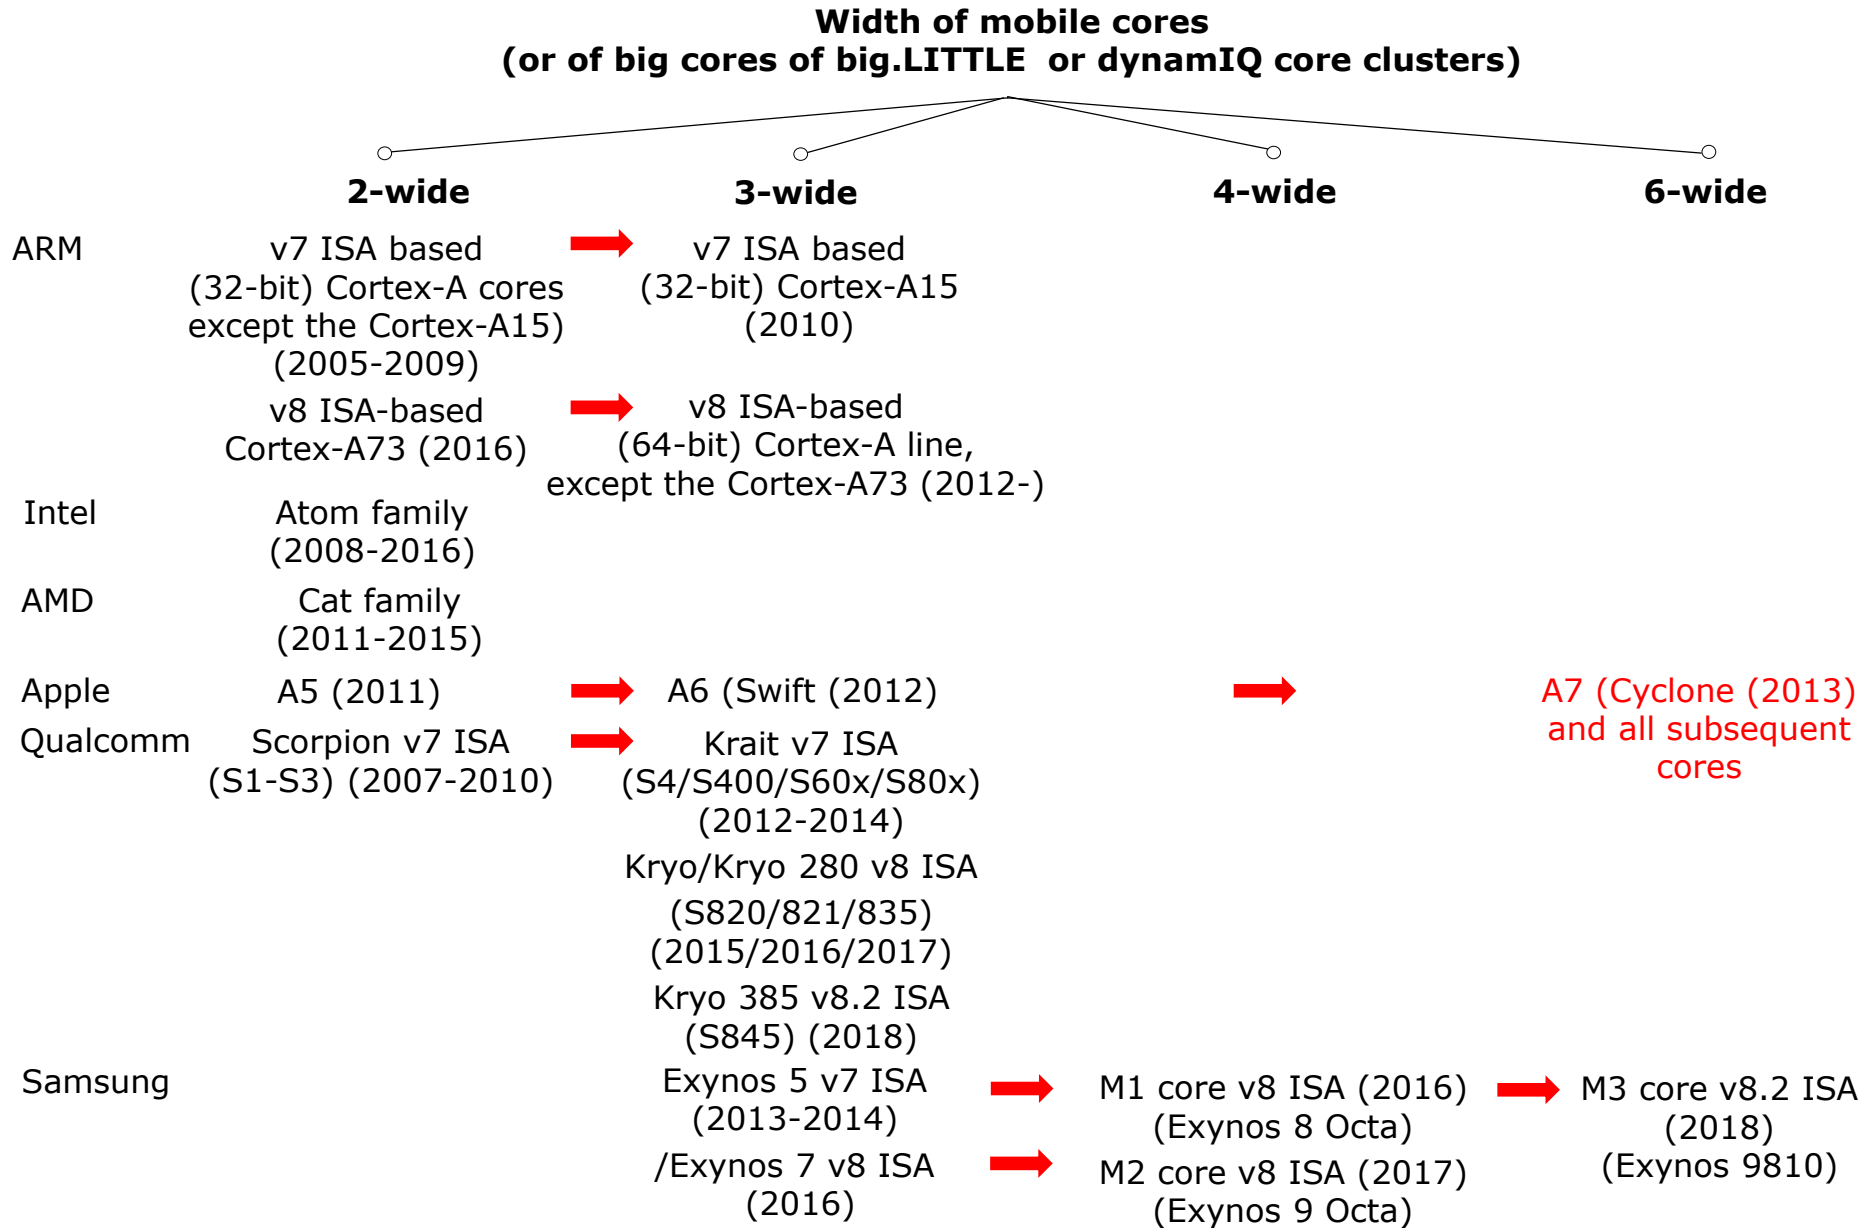 Width of mobile cores
(or of big cores of big.LITTLE or dynamIQ core clusters)
2-wide
3-wide
4-wide
6-wide
ARM
v7 ISA based
(32-bit) Cortex-A cores
except the Cortex-A15)
(2005-2009)
v7 ISA based
(32-bit) Cortex-A15
(2010)
v8 ISA-based
Cortex-A73 (2016)
v8 ISA-based
(64-bit) Cortex-A line,
except the Cortex-A73 (2012-)
Intel
Atom family
(2008-2016)
AMD
Cat family
(2011-2015)
Apple
A5 (2011)
A6 (Swift (2012)
A7 (Cyclone (2013)
and all subsequent
cores
Qualcomm
Scorpion v7 ISA
(S1-S3) (2007-2010)
Krait v7 ISA
(S4/S400/S60x/S80x)
(2012-2014)
Kryo/Kryo 280 v8 ISA
(S820/821/835)
(2015/2016/2017)
Kryo 385 v8.2 ISA
(S845) (2018)
Samsung
Exynos 5 v7 ISA
(2013-2014)
/Exynos 7 v8 ISA
(2016)
M1 core v8 ISA (2016)
(Exynos 8 Octa)
M2 core v8 ISA (2017)
(Exynos 9 Octa)
M3 core v8.2 ISA
(2018)
(Exynos 9810)